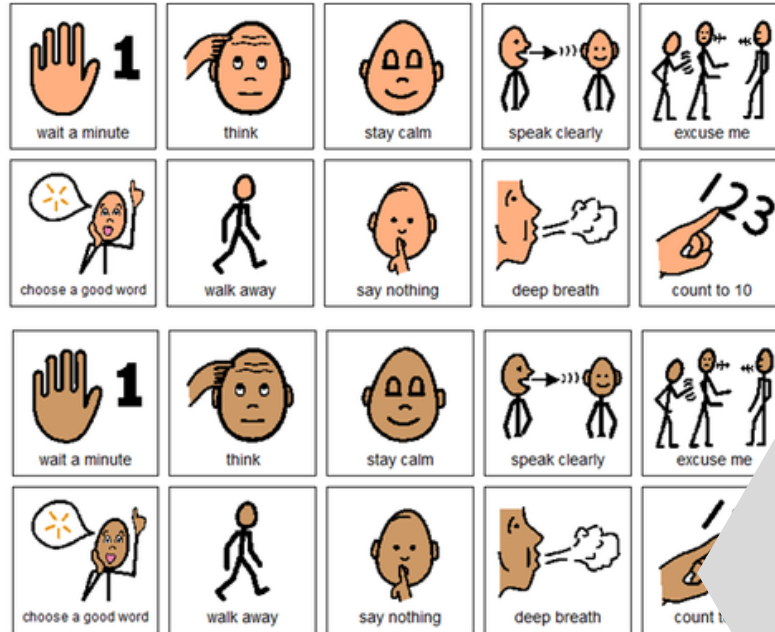 1
wait a minute
think
stay calm
speak clearly
excuse me
choose a good word
walk away
say nothing
deep breath
123
count to 10
1
wait a minute
think
stay calm
speak clearly
excuse me
choose a good word
walk away
say nothing
deep breath
count